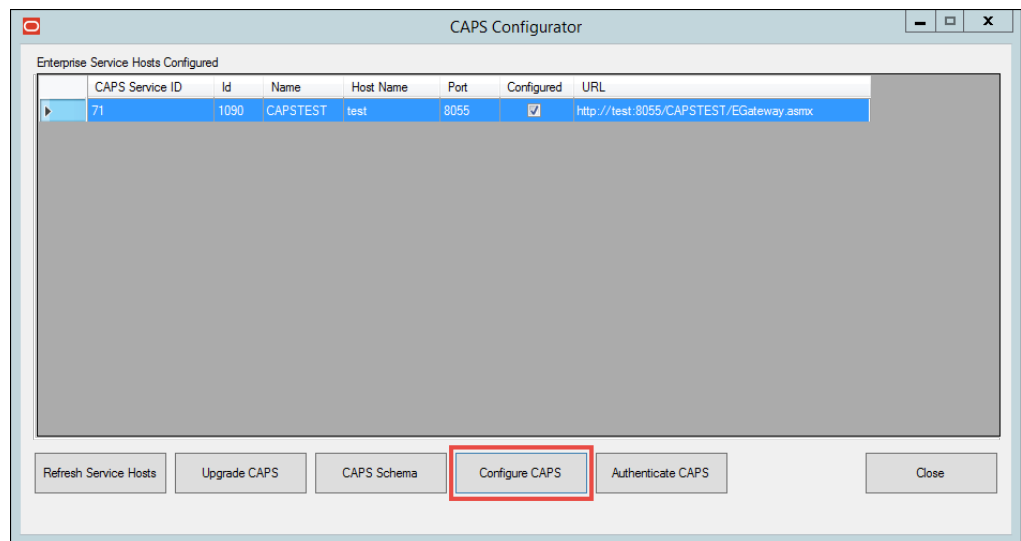 CAPS Configurator
Enterprise Service Hosts Configured
CAPS Service ID Id Name Host Name Port Configured URL
71 1090 CAPSTEST test 8055 http://test:8055/CAPSTEST/EGateway.asmx
Refresh Service Hosts Upgrade CAPS CAPS Schema Configure CAPS Authenticate CAPS Close